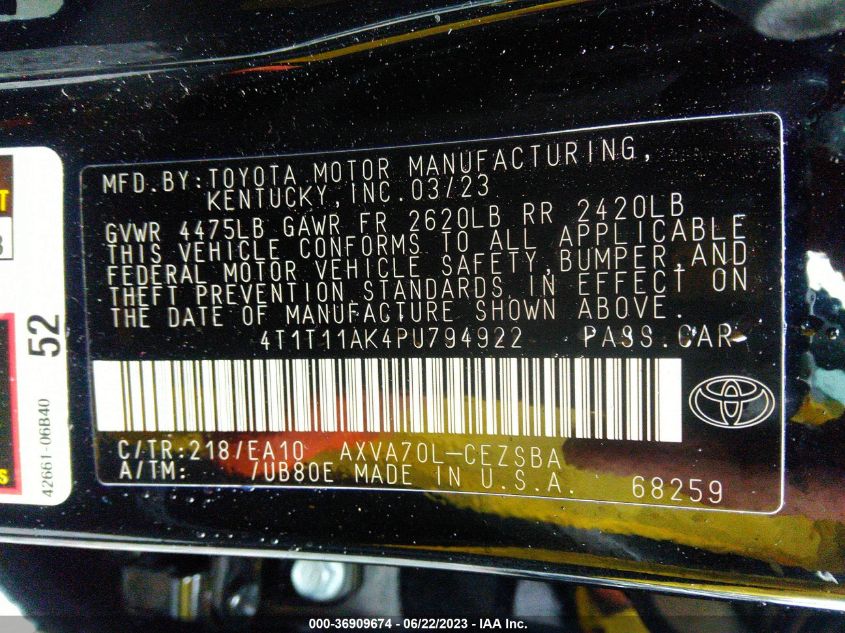 MFD. BY: TOYOTA MOTOR MANUFACTURING,
KENTUCKY, INC. 03/23
GVWR 4475LB GAWR FR 2620LB RR 2420LB
THIS VEHICLE CONFORMS TO ALL APPLICABLE
FEDERAL MOTOR VEHICLE SAFETY, BUMPER, AND
THEFT PREVENTION STANDARDS IN EFFECT ON
THE DATE OF MANUFACTURE SHOWN ABOVE.
4T1T11AK4PU794922 PASS. CAR
C/TR: 218/EA10 AXVA70L-CEZSBA
A/TM: /UB80E MADE IN U.S.A. 68259
52
42661-06B40
000-36909674 - 06/22/2023 - IAA Inc.